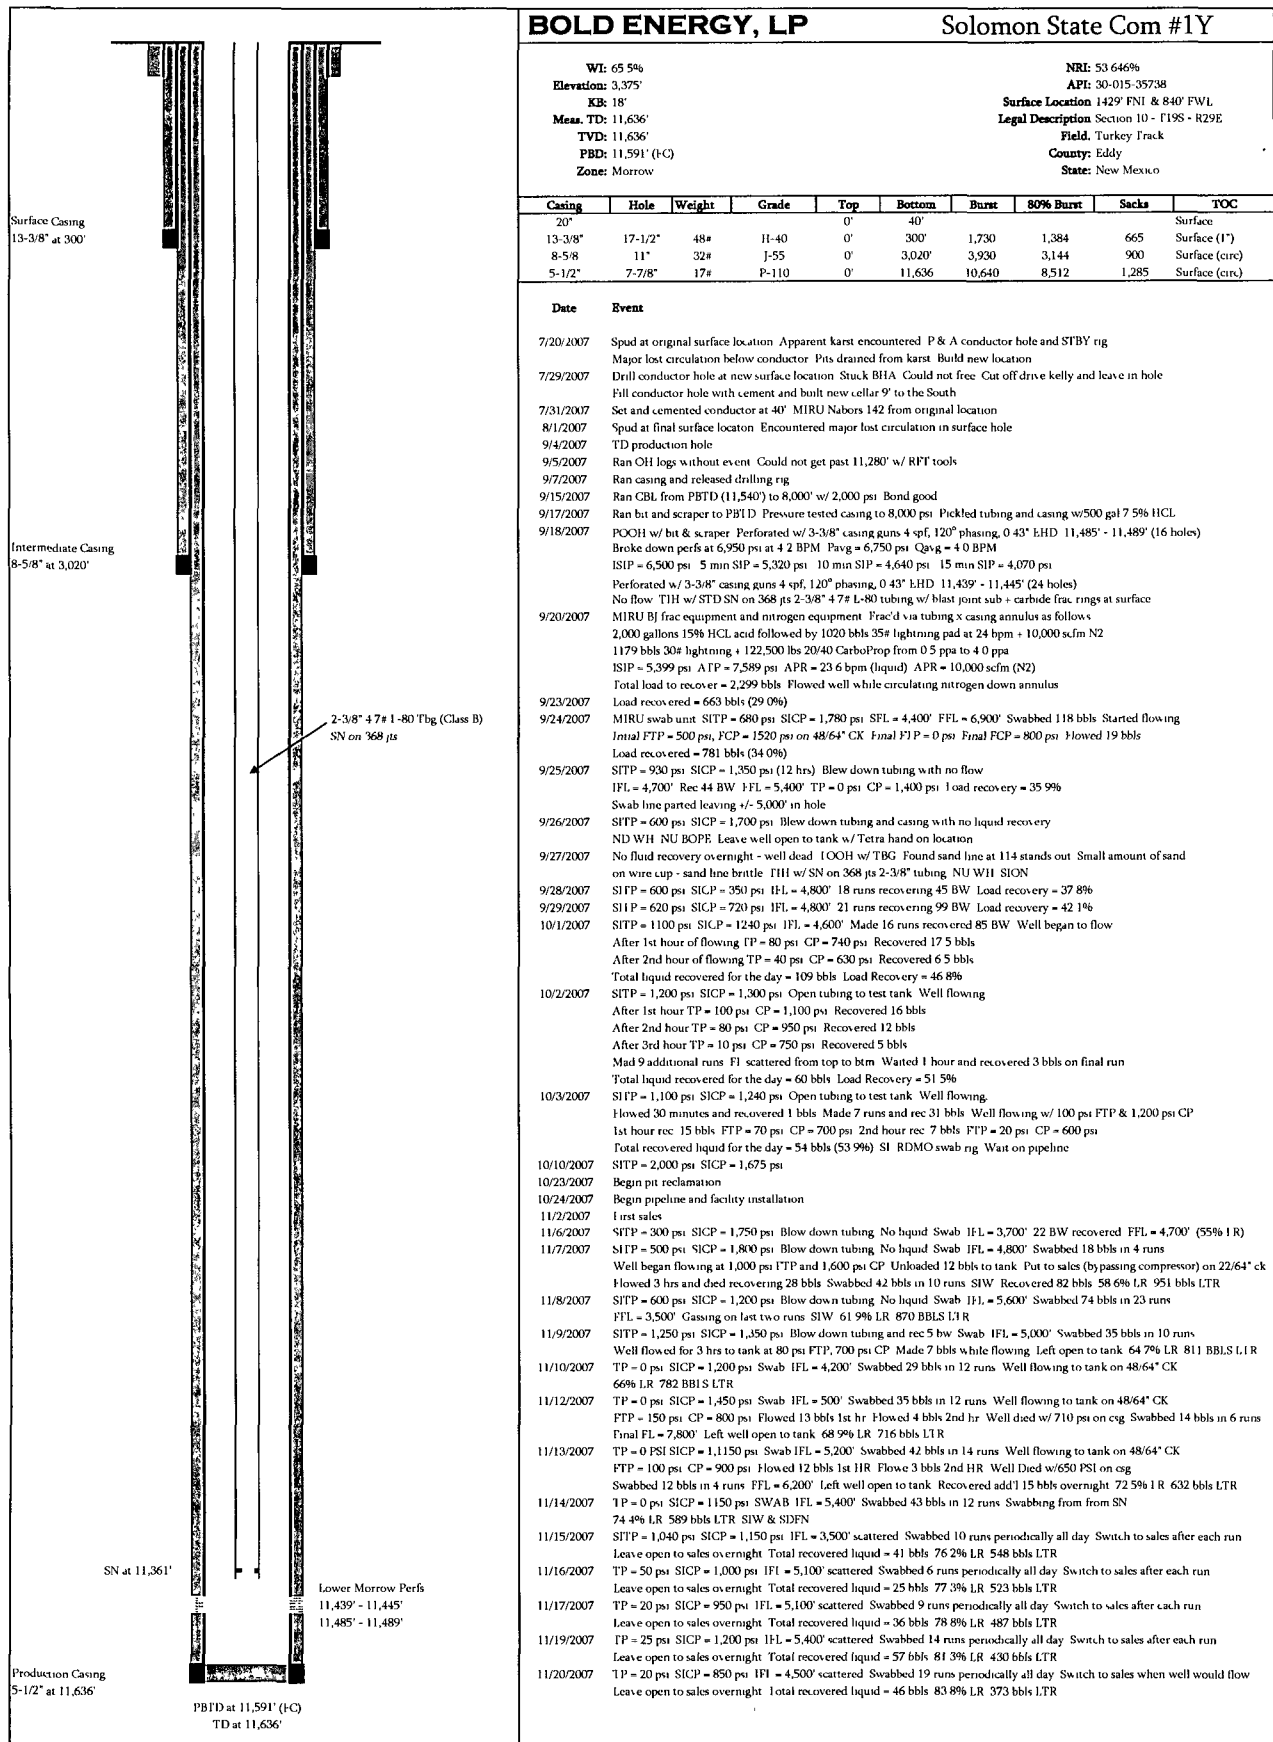 BOLD ENERGY, LP
Solomon State Com #1Y
WI: 65 5%
Elevation: 3,375'
KB: 18'
Meas. TD: 11,636'
TVD: 11,636'
PBD: 11,591' (FC)
Zone: Morrow
NRI: 53 646%
API: 30-015-35738
Surface Location 1429' FNL & 840' FWL
Legal Description Section 10 - T19S - R29E
Field. Turkey Track
County: Eddy
State: New Mexico
Casing Hole Weight Grade Top Bottom Burst 80% Burst Sacks TOC
20" 0' 40' Surface
13-3/8" 17-1/2" 48# H-40 0' 300' 1,730 1,384 665 Surface (1")
8-5/8 11" 32# J-55 0' 3,020' 3,930 3,144 900 Surface (circ)
5-1/2" 7-7/8" 17# P-110 0' 11,636 10,640 8,512 1,285 Surface (circ)
Date Event
7/20/2007 Spud at original surface location Apparent karst encountered P & A conductor hole and STBY rig
Major lost circulation below conductor Pits drained from karst Build new location
7/29/2007 Drill conductor hole at new surface location Stuck BHA Could not free Cut off drive kelly and leave in hole
Fill conductor hole with cement and built new cellar 9' to the South
7/31/2007 Set and cemented conductor at 40' MIRU Nabors 142 from original location
8/1/2007 Spud at final surface locaton Encountered major lost circulation in surface hole
9/4/2007 TD production hole
9/5/2007 Ran OH logs without event Could not get past 11,280' w/ RFT tools
9/7/2007 Ran casing and released drilling rig
9/15/2007 Ran CBL from PBTD (11,540') to 8,000' w/ 2,000 psi Bond good
9/17/2007 Ran bit and scraper to PBTD Pressure tested casing to 8,000 psi Pickled tubing and casing w/500 gal 7 5% HCL
9/18/2007 POOH w/ bit & scraper Perforated w/ 3-3/8" casing guns 4 spf, 120° phasing, 0 43" EHD 11,485' - 11,489' (16 holes)
Broke down perfs at 6,950 psi at 4 2 BPM Pavg = 6,750 psi Qavg = 4 0 BPM
ISIP = 6,500 psi 5 min SIP = 5,320 psi 10 min SIP = 4,640 psi 15 min SIP = 4,070 psi
Perforated w/ 3-3/8" casing guns 4 spf, 120° phasing, 0 43" EHD 11,439' - 11,445' (24 holes)
No flow TIH w/ STD SN on 368 jts 2-3/8" 4 7# L-80 tubing w/ blast joint sub + carbide frac rings at surface
9/20/2007 MIRU BJ frac equipment and nitrogen equipment Frac'd via tubing x casing annulus as follows
2,000 gallons 15% HCL acid followed by 1020 bbls 35# lightning pad at 24 bpm + 10,000 scfm N2
1179 bbls 30# lightning + 122,500 lbs 20/40 CarboProp from 0 5 ppa to 4 0 ppa
ISIP = 5,399 psi ATP = 7,589 psi APR = 23 6 bpm (liquid) APR = 10,000 scfm (N2)
Total load to recover = 2,299 bbls Flowed well while circulating nitrogen down annulus
9/23/2007 Load recovered = 663 bbls (29 0%)
9/24/2007 MIRU swab unit SITP = 680 psi SICP = 1,780 psi SFL = 4,400' FFL = 6,900' Swabbed 118 bbls Started flowing
Intial FTP = 500 psi, FCP = 1520 psi on 48/64" CK Final FTP = 0 psi Final FCP = 800 psi Flowed 19 bbls
Load recovered = 781 bbls (34 0%)
9/25/2007 SITP = 930 psi SICP = 1,350 psi (12 hrs) Blew down tubing with no flow
IFL = 4,700' Rec 44 BW FFL = 5,400' TP = 0 psi CP = 1,400 psi Load recovery = 35 9%
Swab line parted leaving +/- 5,000' in hole
9/26/2007 SITP = 600 psi SICP = 1,700 psi Blew down tubing and casing with no liquid recovery
ND WH NU BOPE Leave well open to tank w/ Tetra hand on location
9/27/2007 No fluid recovery overnight - well dead TOOH w/ TBG Found sand line at 114 stands out Small amount of sand
on wire cup - sand line brittle TIH w/ SN on 368 jts 2-3/8" tubing NU WH SION
9/28/2007 SITP = 600 psi SICP = 350 psi IFL = 4,800' 18 runs recovering 45 BW Load recovery = 37 8%
9/29/2007 SITP = 620 psi SICP = 720 psi IFL = 4,800' 21 runs recovering 99 BW Load recovery = 42 1%
10/1/2007 SITP = 1100 psi SICP = 1240 psi IFL = 4,600' Made 16 runs recovered 85 BW Well began to flow
After 1st hour of flowing TP = 80 psi CP = 740 psi Recovered 17 5 bbls
After 2nd hour of flowing TP = 40 psi CP = 630 psi Recovered 6 5 bbls
Total liquid recovered for the day = 109 bbls Load Recovery = 46 8%
10/2/2007 SITP = 1,200 psi SICP = 1,300 psi Open tubing to test tank Well flowing
After 1st hour TP = 100 psi CP = 1,100 psi Recovered 16 bbls
After 2nd hour TP = 80 psi CP = 950 psi Recovered 12 bbls
After 3rd hour TP = 10 psi CP = 750 psi Recovered 5 bbls
Mad 9 additional runs Fl scattered from top to btm Waited 1 hour and recovered 3 bbls on final run
Total liquid recovered for the day = 60 bbls Load Recovery = 51 5%
10/3/2007 SITP = 1,100 psi SICP = 1,240 psi Open tubing to test tank Well flowing.
Flowed 30 minutes and recovered 1 bbls Made 7 runs and rec 31 bbls Well flowing w/ 100 psi FTP & 1,200 psi CP
1st hour rec 15 bbls FTP = 70 psi CP = 700 psi 2nd hour rec 7 bbls FTP = 20 psi CP = 600 psi
Total recovered liquid for the day = 54 bbls (53 9%) SI RDMO swab rig Wait on pipeline
10/10/2007 SITP = 2,000 psi SICP = 1,675 psi
10/23/2007 Begin pit reclamation
10/24/2007 Begin pipeline and facility installation
11/2/2007 First sales
11/6/2007 SITP = 300 psi SICP = 1,750 psi Blow down tubing No liquid Swab IFL = 3,700' 22 BW recovered FFL = 4,700' (55% LR)
11/7/2007 SITP = 500 psi SICP = 1,800 psi Blow down tubing No liquid Swab IFL = 4,800' Swabbed 18 bbls in 4 runs
Well began flowing at 1,000 psi FTP and 1,600 psi CP Unloaded 12 bbls to tank Put to sales (bypassing compressor) on 22/64" ck
Flowed 3 hrs and died recovering 28 bbls Swabbed 42 bbls in 10 runs SIW Recovered 82 bbls 58 6% LR 951 bbls LTR
11/8/2007 SITP = 600 psi SICP = 1,200 psi Blow down tubing No liquid Swab IFL = 5,600' Swabbed 74 bbls in 23 runs
FFL = 3,500' Gassing on last two runs SIW 61 9% LR 870 BBLS LTR
11/9/2007 SITP = 1,250 psi SICP = 1,350 psi Blow down tubing and rec 5 bw Swab IFL = 5,000' Swabbed 35 bbls in 10 runs
Well flowed for 3 hrs to tank at 80 psi FTP, 700 psi CP Made 7 bbls while flowing Left open to tank 64 7% LR 811 BBLS LTR
11/10/2007 TP = 0 psi SICP = 1,200 psi Swab IFL = 4,200' Swabbed 29 bbls in 12 runs Well flowing to tank on 48/64" CK
66% LR 782 BBLS LTR
11/12/2007 TP = 0 psi SICP = 1,450 psi Swab IFL = 500' Swabbed 35 bbls in 12 runs Well flowing to tank on 48/64" CK
FTP = 150 psi CP = 800 psi Flowed 13 bbls 1st hr Flowed 4 bbls 2nd hr Well died w/ 710 psi on csg Swabbed 14 bbls in 6 runs
Final FL = 7,800' Left well open to tank 68 9% LR 716 bbls LTR
11/13/2007 TP = 0 PSI SICP = 1,1150 psi Swab IFL = 5,200' Swabbed 42 bbls in 14 runs Well flowing to tank on 48/64" CK
FTP = 100 psi CP = 900 psi Flowed 12 bbls 1st HR Flowe 3 bbls 2nd HR Well Died w/650 PSI on csg
Swabbed 12 bbls in 4 runs FFL = 6,200' Left well open to tank Recovered add'l 15 bbls overnight 72 5% LR 632 bbls LTR
11/14/2007 TP = 0 psi SICP = 1150 psi SWAB IFL = 5,400' Swabbed 43 bbls in 12 runs Swabbing from from SN
74 4% LR 589 bbls LTR SIW & SDFN
11/15/2007 SITP = 1,040 psi SICP = 1,150 psi IFL = 3,500' scattered Swabbed 10 runs periodically all day Switch to sales after each run
Leave open to sales overnight Total recovered liquid = 41 bbls 76 2% LR 548 bbls LTR
11/16/2007 TP = 50 psi SICP = 1,000 psi IFL = 5,100' scattered Swabbed 6 runs periodically all day Switch to sales after each run
Leave open to sales overnight Total recovered liquid = 25 bbls 77 3% LR 523 bbls LTR
11/17/2007 TP = 20 psi SICP = 950 psi IFL = 5,100' scattered Swabbed 9 runs periodically all day Switch to sales after each run
Leave open to sales overnight Total recovered liquid = 36 bbls 78 8% LR 487 bbls LTR
11/19/2007 TP = 25 psi SICP = 1,200 psi IFL = 5,400' scattered Swabbed 14 runs periodically all day Switch to sales after each run
Leave open to sales overnight Total recovered liquid = 57 bbls 81 3% LR 430 bbls LTR
11/20/2007 TP = 20 psi SICP = 850 psi IFL = 4,500' scattered Swabbed 19 runs periodically all day Switch to sales when well would flow
Leave open to sales overnight Total recovered liquid = 46 bbls 83 8% LR 373 bbls LTR
Surface Casing
13-3/8" at 300'
Intermediate Casing
8-5/8" at 3,020'
2-3/8" 4 7# L-80 Tbg (Class B)
SN on 368 jts
SN at 11,361'
Lower Morrow Perfs
11,439' - 11,445'
11,485' - 11,489'
Production Casing
5-1/2" at 11,636'
PBTD at 11,591' (FC)
TD at 11,636'